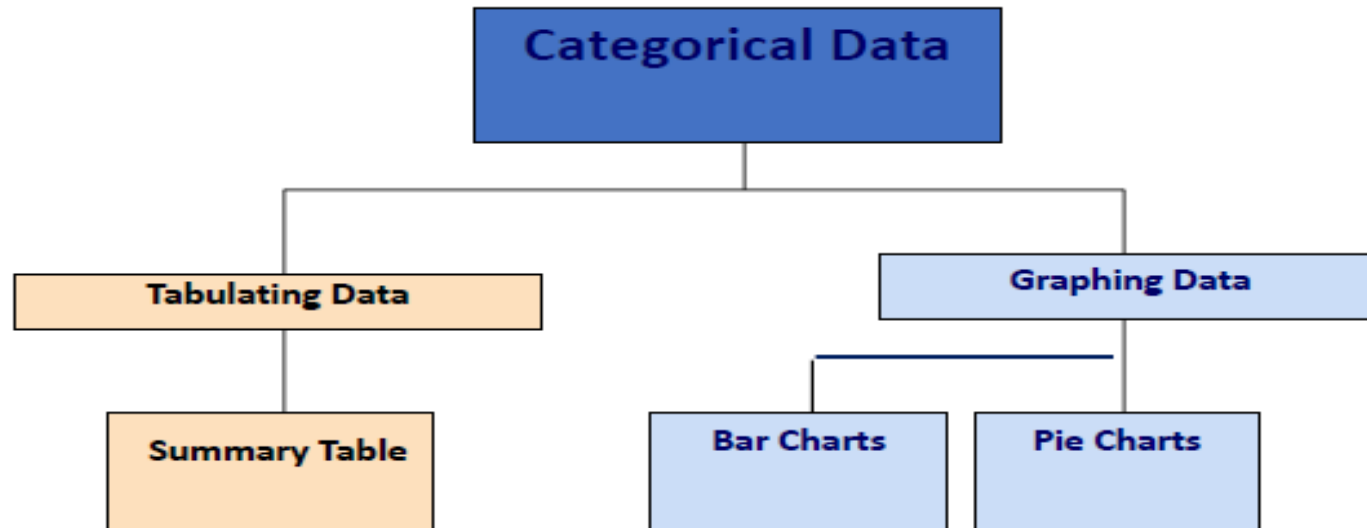 Categorical Data
Tabulating Data
Graphing Data
Summary Table
Bar Charts
Pie Charts